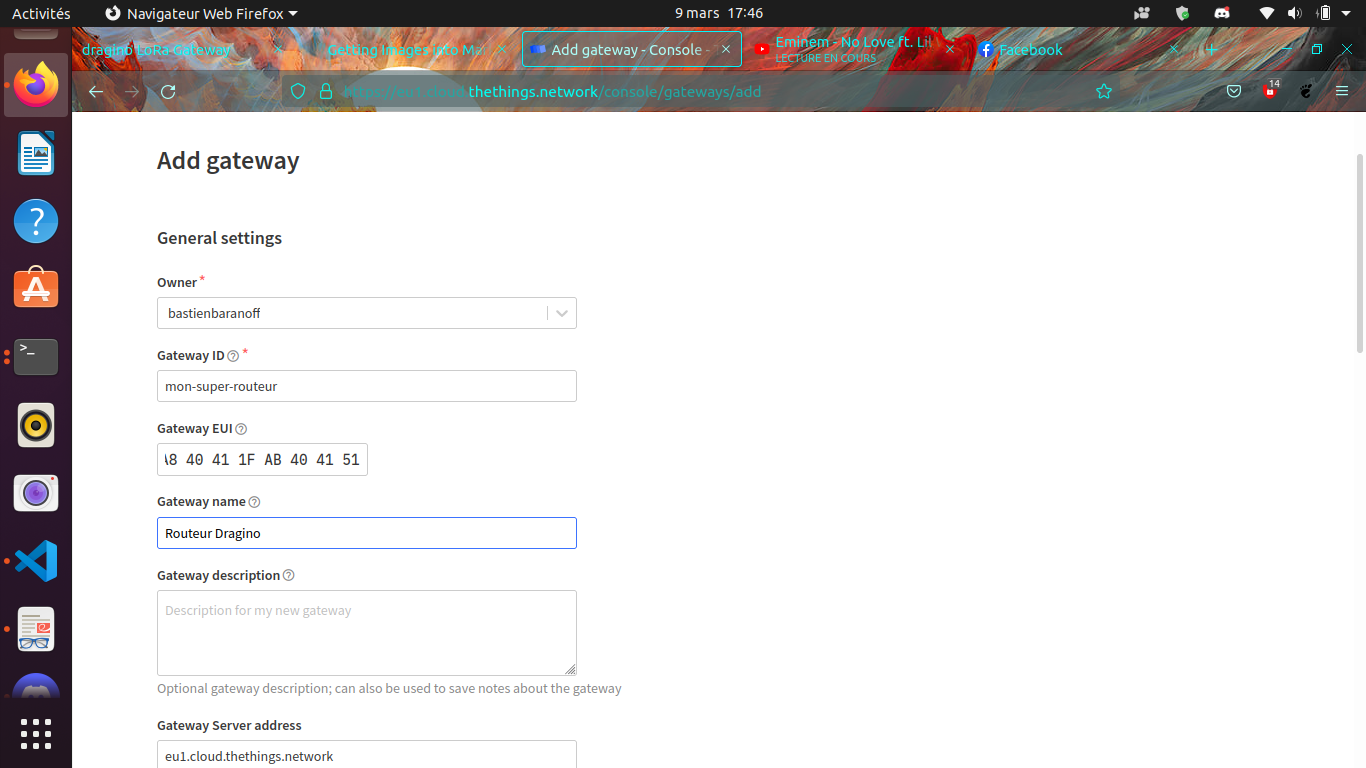 Activités
Navigateur Web Firefox
9 mars 17:46
dragino LoRa Gateway
Getting Images into Mar
Add gateway - Console -
Eminem - No Love ft. Lil
LECTURE EN COURS
Facebook
https://eu1.cloud.thethings.network/console/gateways/add
14
Add gateway
General settings
Owner *
bastienbaranoff
Gateway ID *
mon-super-routeur
Gateway EUI
A8 40 41 1F AB 40 41 51
Gateway name
Routeur Dragino
Gateway description
Description for my new gateway
Optional gateway description; can also be used to save notes about the gateway
Gateway Server address
eu1.cloud.thethings.network